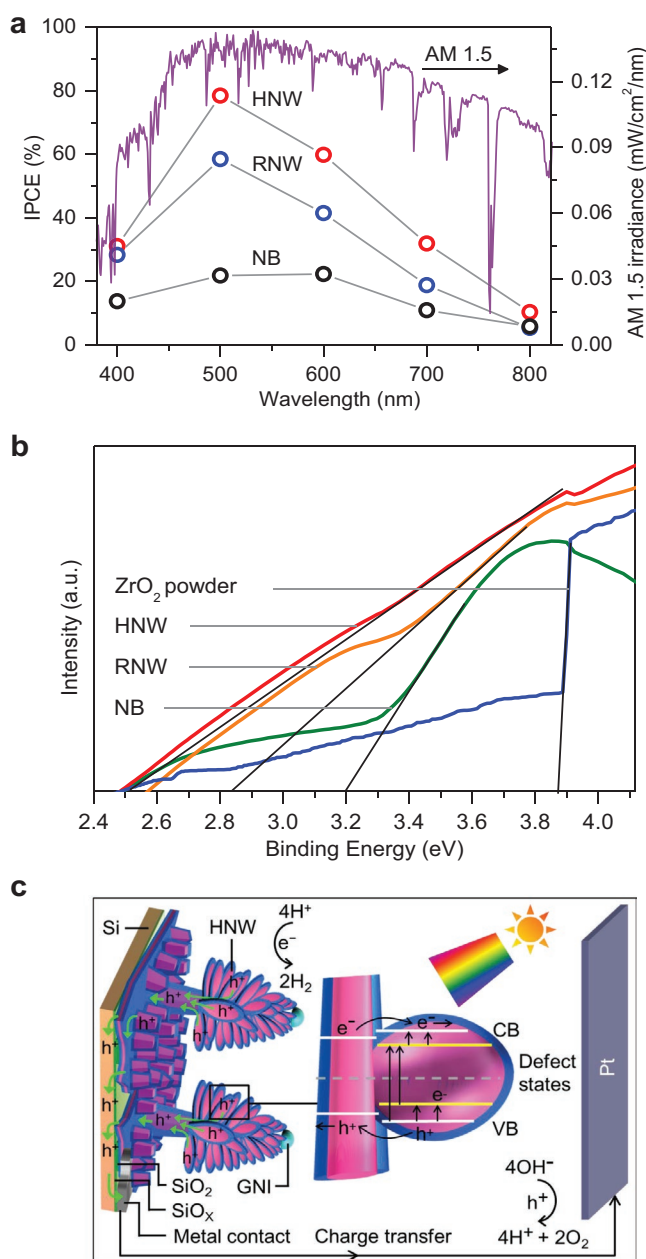 a
100
80
60
40
20
0
IPCE (%)
AM 1.5
HNW
RNW
NB
0.12
0.09
0.06
0.03
0.00
AM 1.5 irradiance (mW/cm²/nm)
400 500 600 700 800
Wavelength (nm)
b
Intensity (a.u.)
ZrO₂ powder
HNW
RNW
NB
2.4 2.6 2.8 3.0 3.2 3.4 3.6 3.8 4.0
Binding Energy (eV)
c
Si
HNW
4H⁺
e⁻
2H₂
h⁺
h⁺
h⁺
h⁺
h⁺
h⁺
h⁺
h⁺
h⁺
h⁺
h⁺
e⁻
e⁻
CB
Defect
states
e⁻
h⁺
h⁺
VB
Pt
GNI
SiO₂
SiOₓ
Metal contact
Charge transfer
4OH⁻
h⁺
4H⁺ + 2O₂